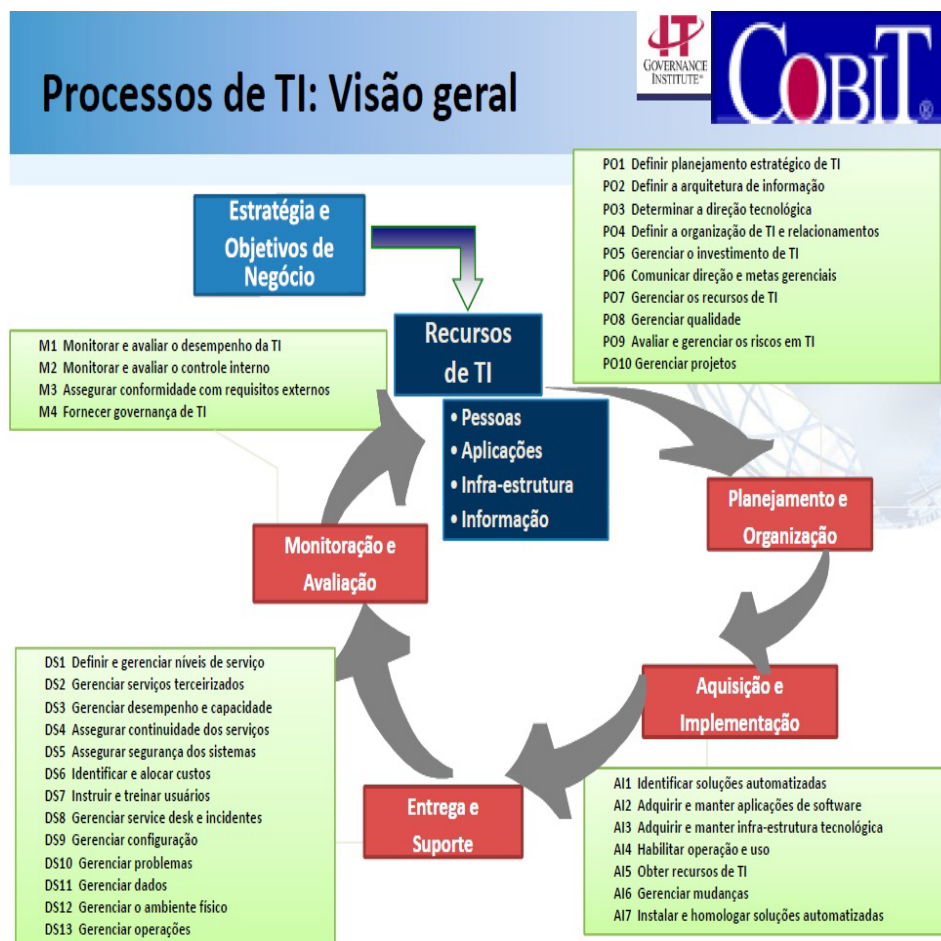 IT
GOVERNANCE
INSTITUTE®
COBIT®
Processos de TI: Visão geral
PO1 Definir planejamento estratégico de TI
PO2 Definir a arquitetura de informação
PO3 Determinar a direção tecnológica
PO4 Definir a organização de TI e relacionamentos
PO5 Gerenciar o investimento de TI
PO6 Comunicar direção e metas gerenciais
PO7 Gerenciar os recursos de TI
PO8 Gerenciar qualidade
PO9 Avaliar e gerenciar os riscos em TI
PO10 Gerenciar projetos
Estratégia e
Objetivos de
Negócio
Recursos
de TI
• Pessoas
• Aplicações
• Infra-estrutura
• Informação
M1 Monitorar e avaliar o desempenho da TI
M2 Monitorar e avaliar o controle interno
M3 Assegurar conformidade com requisitos externos
M4 Fornecer governança de TI
Planejamento e
Organização
Monitoração e
Avaliação
DS1 Definir e gerenciar níveis de serviço
DS2 Gerenciar serviços terceirizados
DS3 Gerenciar desempenho e capacidade
DS4 Assegurar continuidade dos serviços
DS5 Assegurar segurança dos sistemas
DS6 Identificar e alocar custos
DS7 Instruir e treinar usuários
DS8 Gerenciar service desk e incidentes
DS9 Gerenciar configuração
DS10 Gerenciar problemas
DS11 Gerenciar dados
DS12 Gerenciar o ambiente físico
DS13 Gerenciar operações
Aquisição e
Implementação
Entrega e
Suporte
AI1 Identificar soluções automatizadas
AI2 Adquirir e manter aplicações de software
AI3 Adquirir e manter infra-estrutura tecnológica
AI4 Habilitar operação e uso
AI5 Obter recursos de TI
AI6 Gerenciar mudanças
AI7 Instalar e homologar soluções automatizadas